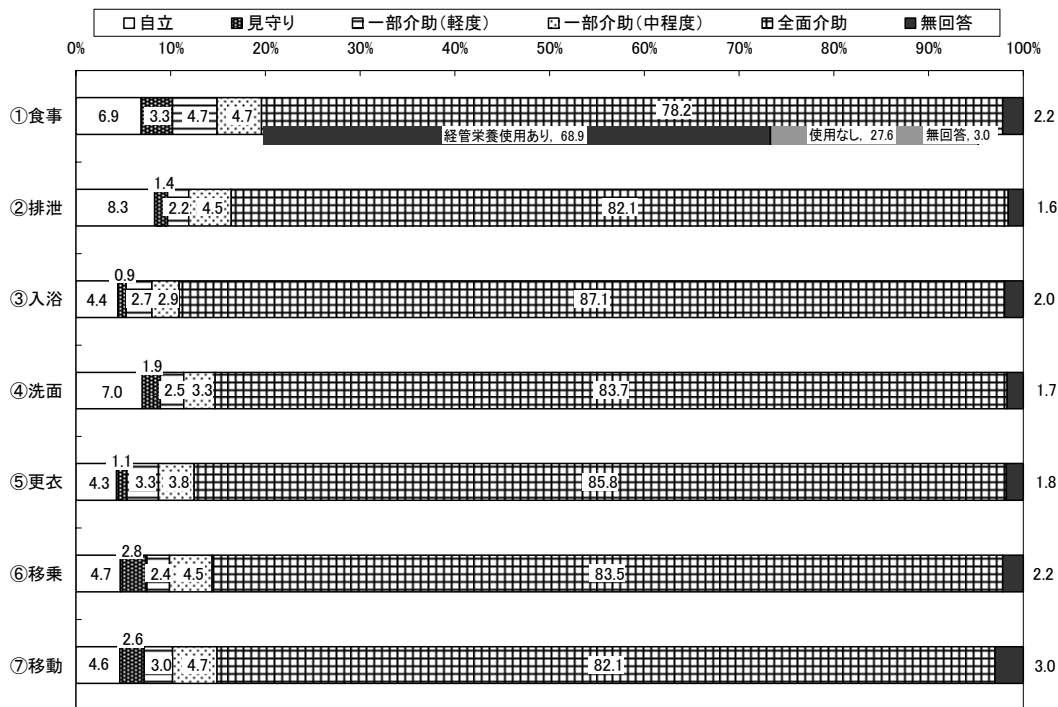 自立 見守り 一部介助(軽度) 一部介助(中程度) 全面介助 無回答
0% 10% 20% 30% 40% 50% 60% 70% 80% 90% 100%
①食事 6.9 3.3 4.7 4.7 78.2 2.2
経管栄養使用あり, 68.9 使用なし, 27.6 無回答, 3.0
1.4
②排泄 8.3 2.2 4.5 82.1 1.6
0.9
③入浴 4.4 2.7 2.9 87.1 2.0
1.9
④洗面 7.0 2.5 3.3 83.7 1.7
1.1
⑤更衣 4.3 3.3 3.8 85.8 1.8
2.8
⑥移乗 4.7 2.4 4.5 83.5 2.2
2.6
⑦移動 4.6 3.0 4.7 82.1 3.0